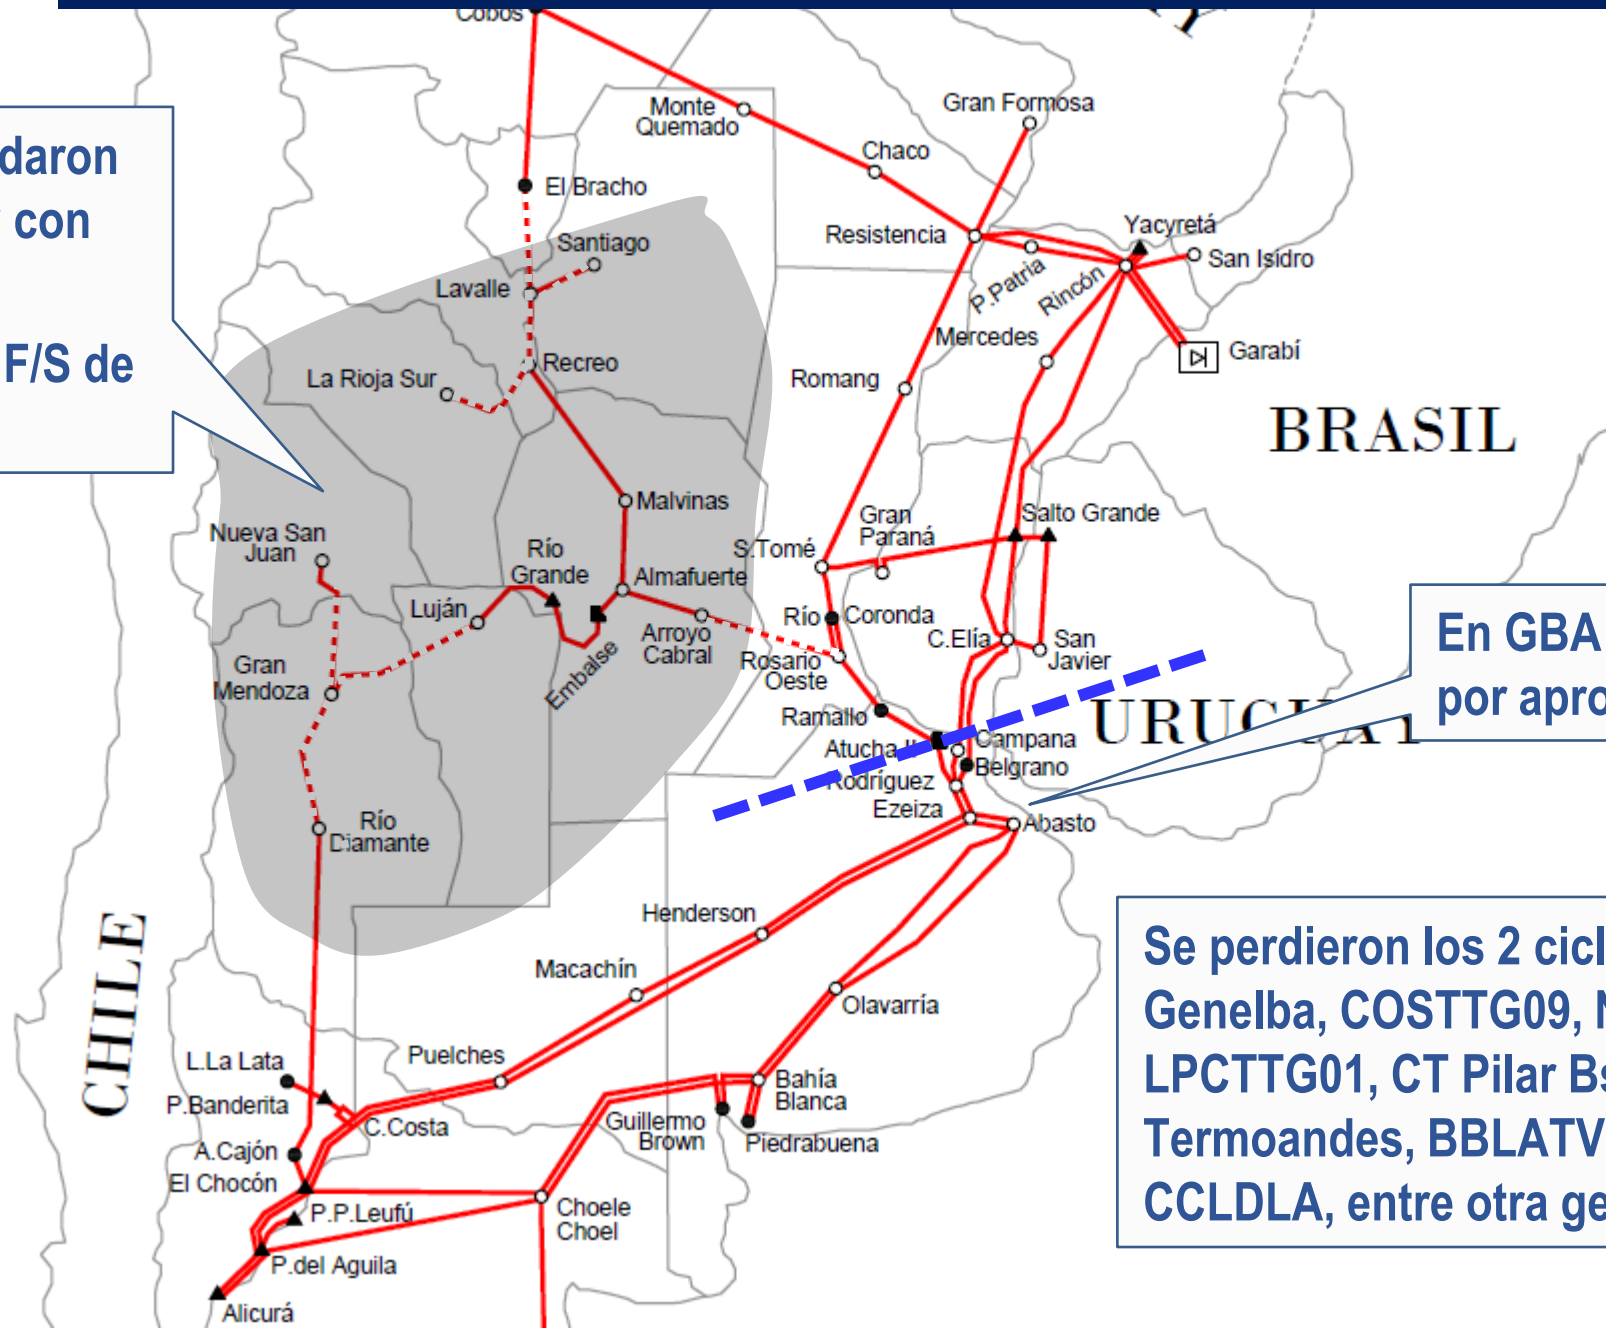 Cobos
Monte
Quemado
Gran Formosa
Chaco
El Bracho
Resistencia
Yacyretá
San Isidro
P.Patria
Rincón
Santiago
Lavalle
Mercedes
Garabí
Recreo
La Rioja Sur
Romang
BRASIL
daron
con
F/S de
Malvinas
Gran
Paraná
Salto Grande
Nueva San
Juan
Río
Grande
S.Tomé
Almafuerte
Luján
Río Coronda
Arroyo
Cabral
C.Elía
San
Javier
Rosario
Oeste
Gran
Mendoza
Embalse
Ramallo
URUGUAY
En GBA
por apro
Atucha II
Campana
Belgrano
Rodríguez
Ezeiza
Abasto
Río
Diamante
Henderson
CHILE
Macachín
Olavarría
Se perdieron los 2 cicl
Genelba, COSTTG09, N
LPCTTG01, CT Pilar Bs
Termoandes, BBLATV
CCLDLA, entre otra ge
L.La Lata
Puelches
P.Banderita
C.Costa
Bahía
Blanca
Guillermo
Brown
Piedrabuena
A.Cajón
El Chocón
P.P.Leufú
Choele
Choel
P.del Aguila
Alicurá